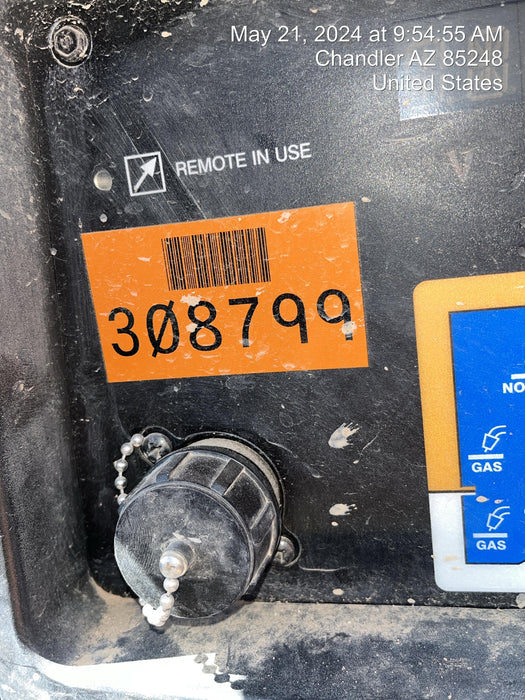 May 21, 2024 at 9:54:55 AM
Chandler AZ 85248
United States
REMOTE IN USE
3Ø8799
GAS
GAS